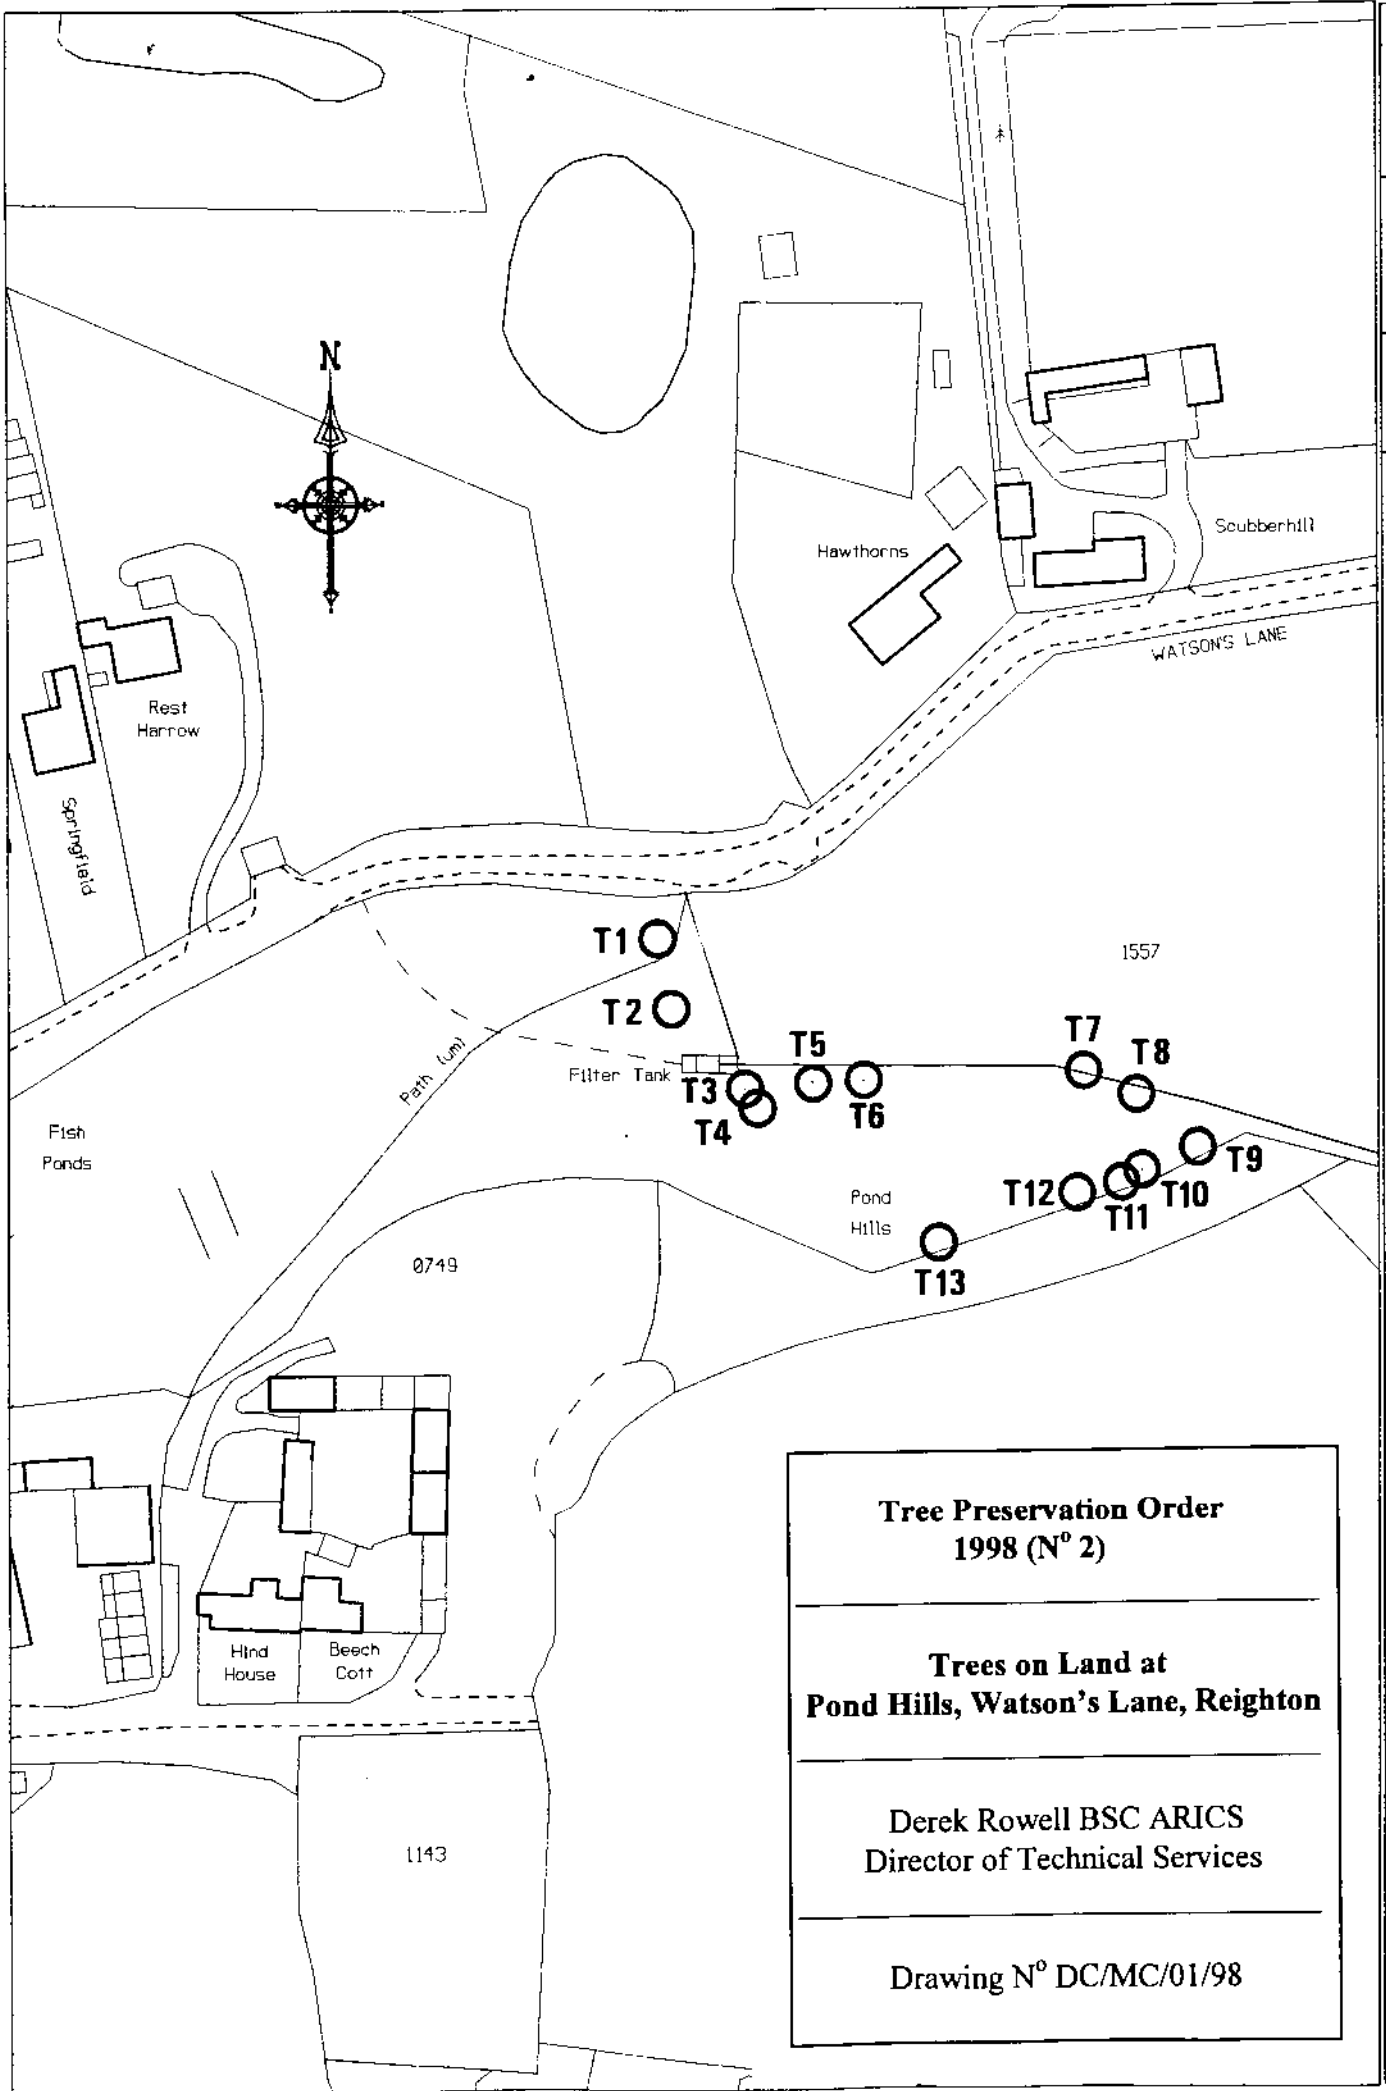 N
Hawthorns
Scubberhill
WATSON'S LANE
Rest
Harrow
Springfield
T1
1557
T2
T7
T8
T5
Path (um)
Filter Tank
T3
T6
T4
Fish
Ponds
T9
T12
T10
T11
Pond
Hills
0749
T13
Hind
House
Beech
Cott
1143
Tree Preservation Order
1998 (Nº 2)
Trees on Land at
Pond Hills, Watson's Lane, Reighton
Derek Rowell BSC ARICS
Director of Technical Services
Drawing Nº DC/MC/01/98